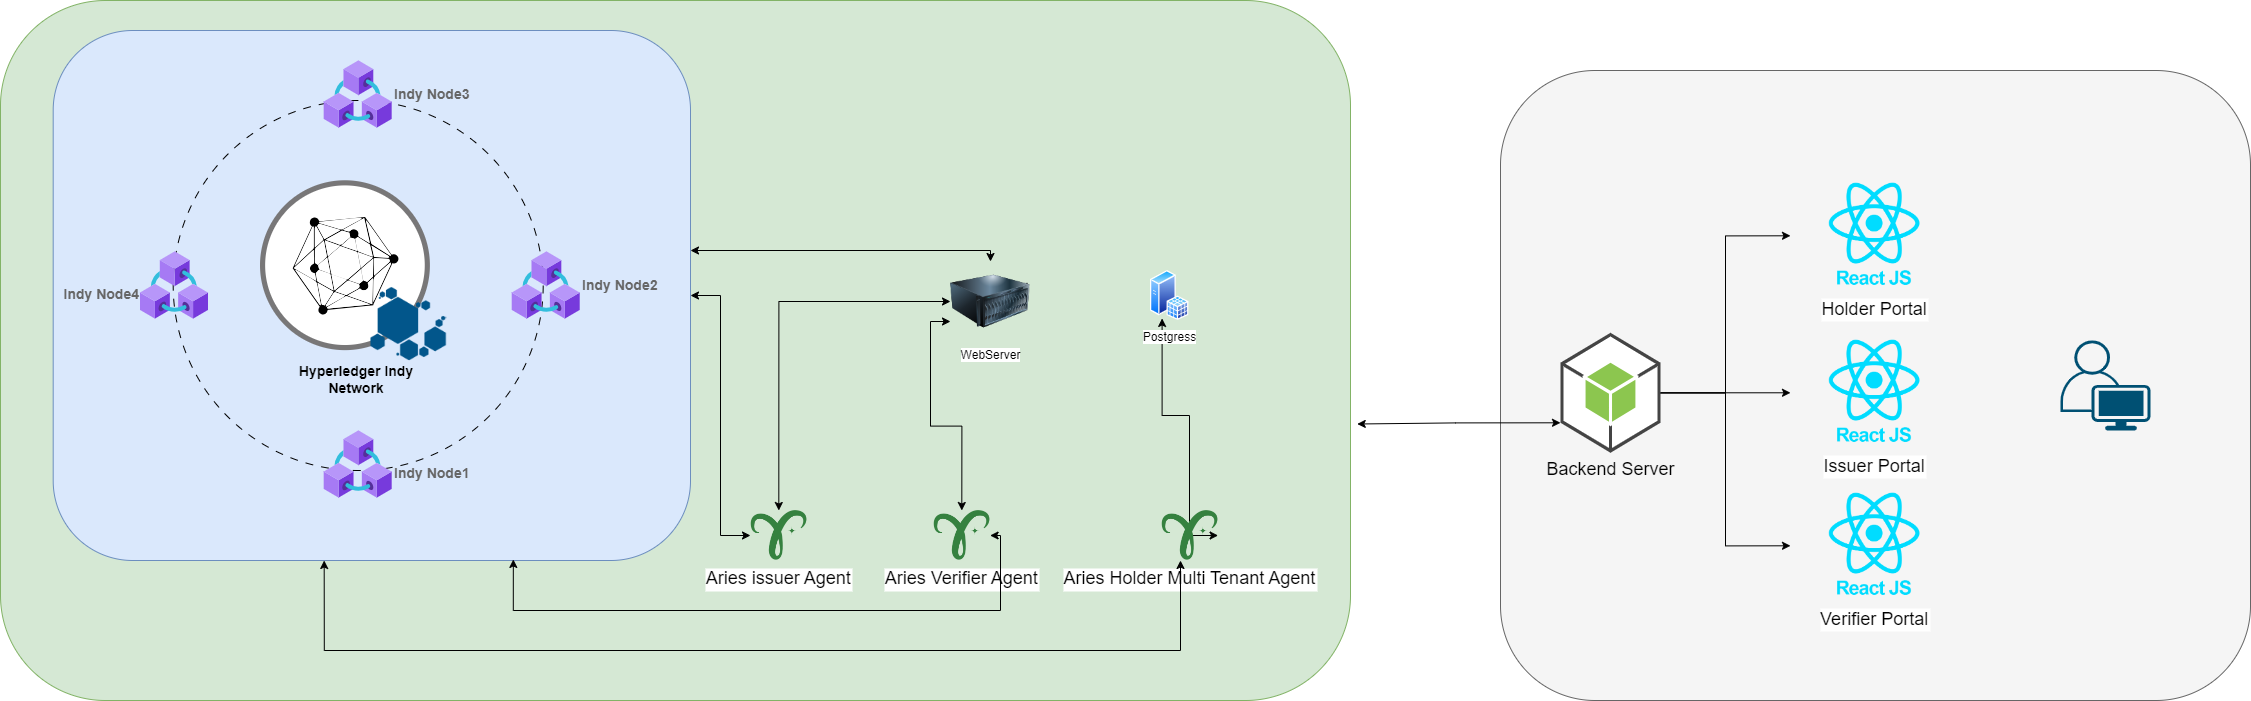 Indy Node3
Indy Node4
Indy Node2
Hyperledger Indy
Network
Indy Node1
WebServer
Postgress
Aries issuer Agent
Aries Verifier Agent
Aries Holder Multi Tenant Agent
Backend Server
React JS
Holder Portal
React JS
Issuer Portal
React JS
Verifier Portal